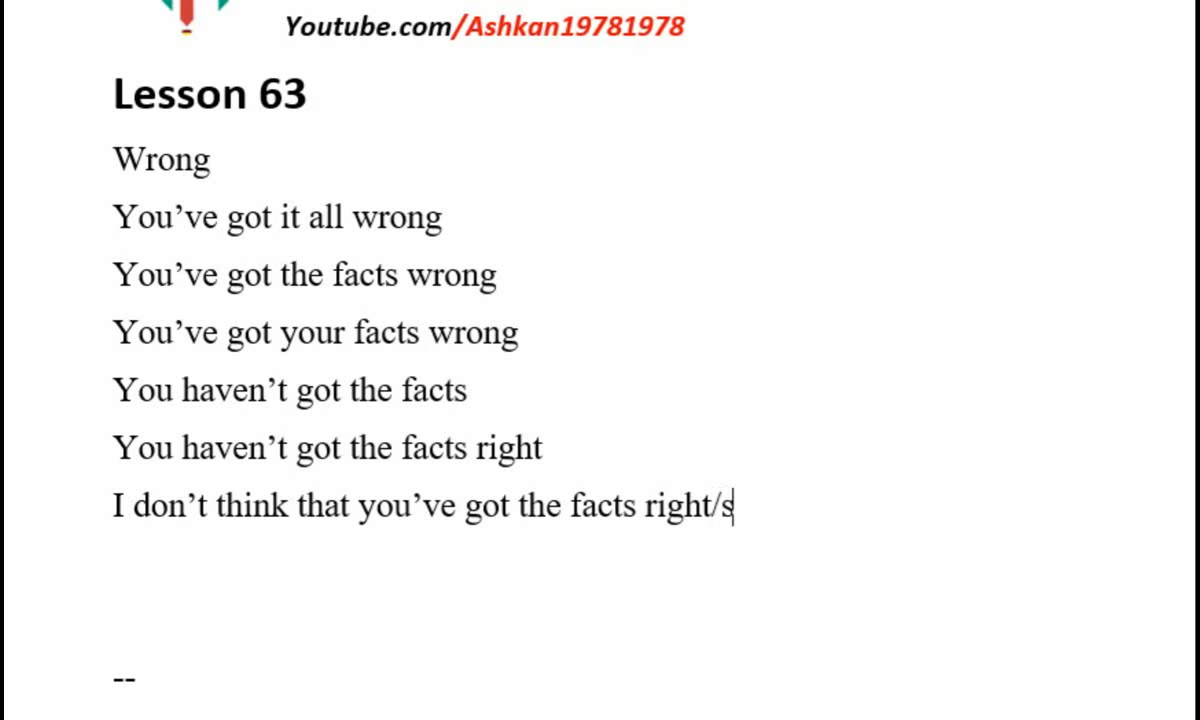 Youtube.com/Ashkan19781978
Lesson 63
Wrong
You’ve got it all wrong
You’ve got the facts wrong
You’ve got your facts wrong
You haven’t got the facts
You haven’t got the facts right
I don’t think that you’ve got the facts right/s
--